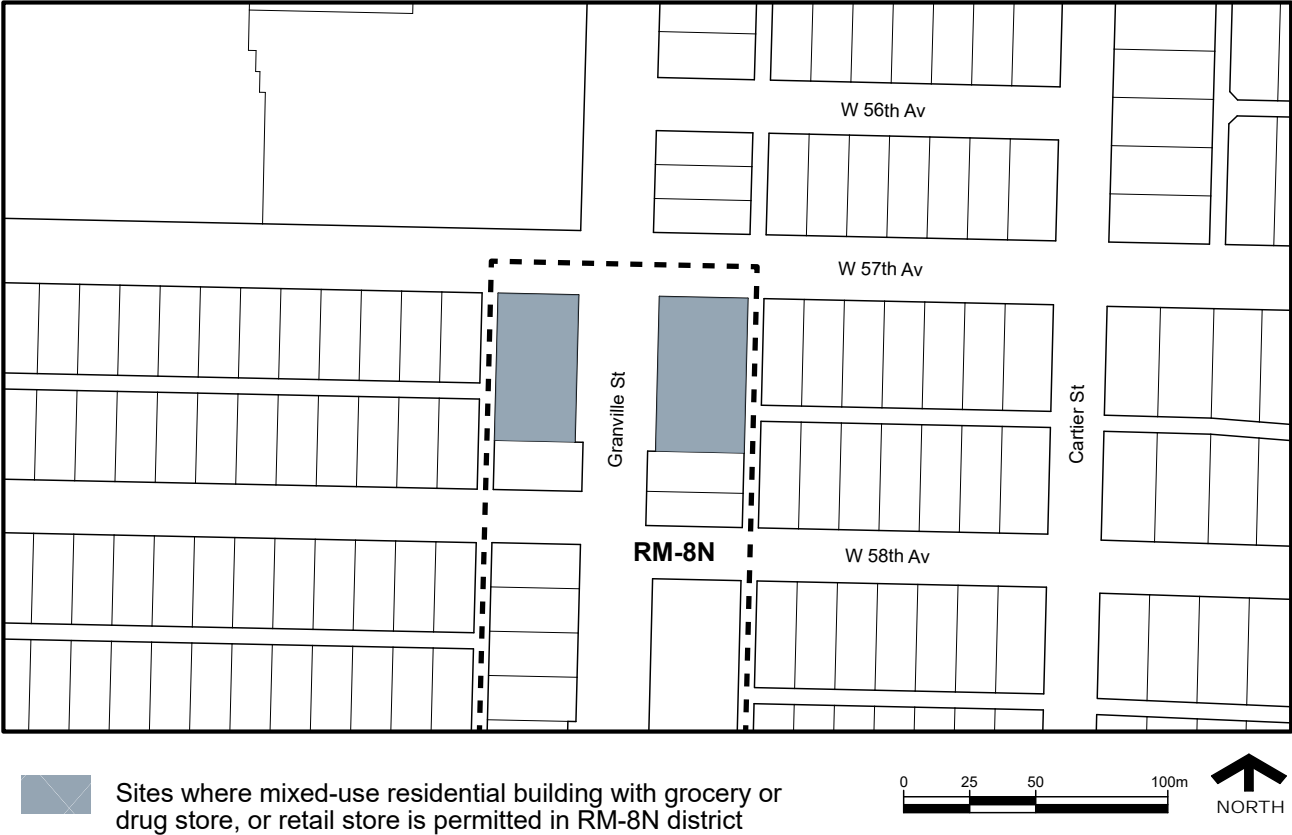 W 56th Av
W 57th Av
Granville St
Cartier St
RM-8N
W 58th Av
Sites where mixed-use residential building with grocery or
drug store, or retail store is permitted in RM-8N district
0 25 50 100m
NORTH